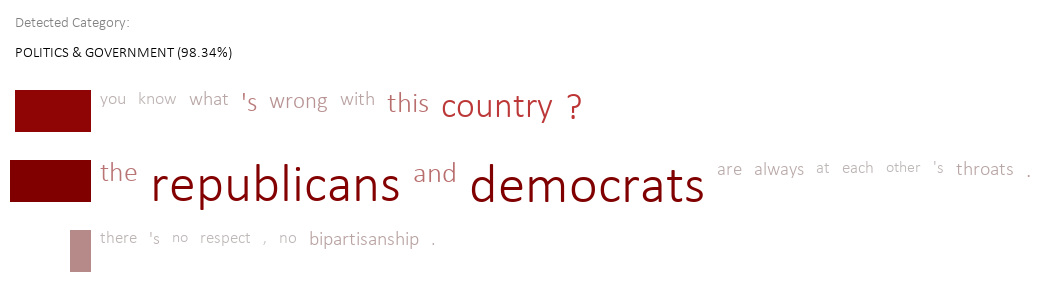 Detected Category:
POLITICS & GOVERNMENT (98.34%)
you know what 's wrong with this country ?
the republicans and democrats are always at each other 's throats .
there 's no respect , no bipartisanship .